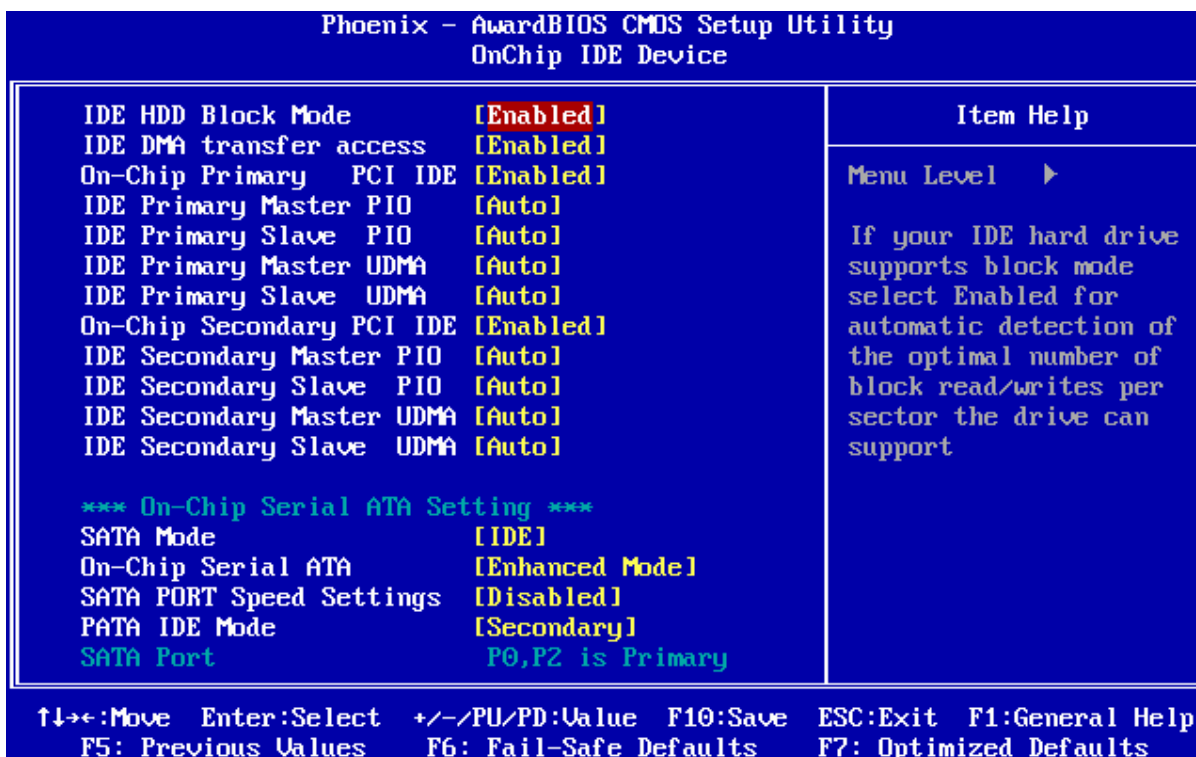 Phoenix - AwardBIOS CMOS Setup Utility
OnChip IDE Device
IDE HDD Block Mode [Enabled]
IDE DMA transfer access [Enabled]
On-Chip Primary PCI IDE [Enabled]
IDE Primary Master PIO [Auto]
IDE Primary Slave PIO [Auto]
IDE Primary Master UDMA [Auto]
IDE Primary Slave UDMA [Auto]
On-Chip Secondary PCI IDE [Enabled]
IDE Secondary Master PIO [Auto]
IDE Secondary Slave PIO [Auto]
IDE Secondary Master UDMA [Auto]
IDE Secondary Slave UDMA [Auto]
*** On-Chip Serial ATA Setting ***
SATA Mode [IDE]
On-Chip Serial ATA [Enhanced Mode]
SATA PORT Speed Settings [Disabled]
PATA IDE Mode [Secondary]
SATA Port P0,P2 is Primary
Item Help
Menu Level ▶
If your IDE hard drive
supports block mode
select Enabled for
automatic detection of
the optimal number of
block read/writes per
sector the drive can
support
↑↓→←:Move Enter:Select +/-/PU/PD:Value F10:Save ESC:Exit F1:General Help
F5: Previous Values F6: Fail-Safe Defaults F7: Optimized Defaults